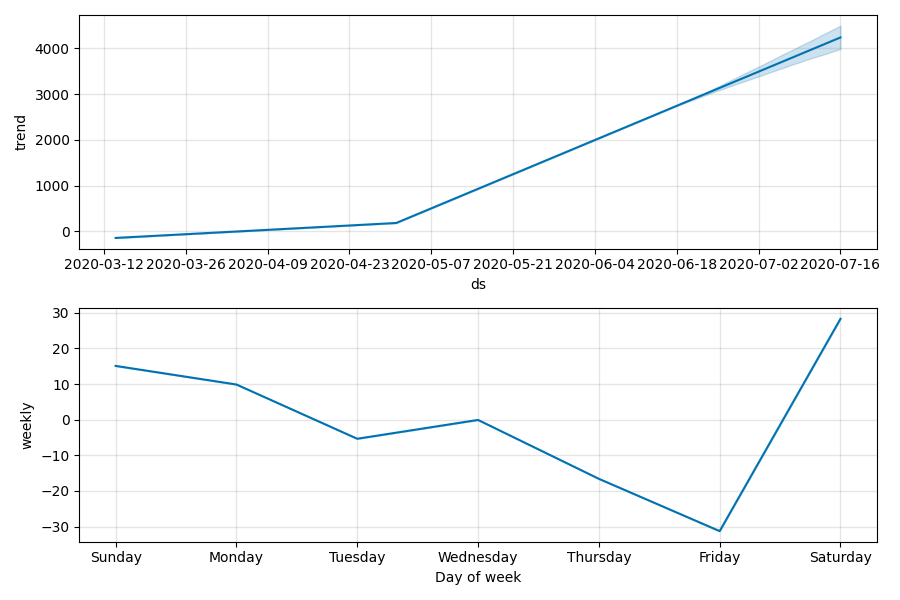 4000
3000
2000
1000
0
trend
2020-03-12 2020-03-26 2020-04-09 2020-04-23 2020-05-07 2020-05-21 2020-06-04 2020-06-18 2020-07-02 2020-07-16
ds
30
20
10
0
−10
−20
−30
weekly
Sunday Monday Tuesday Wednesday Thursday Friday Saturday
Day of week